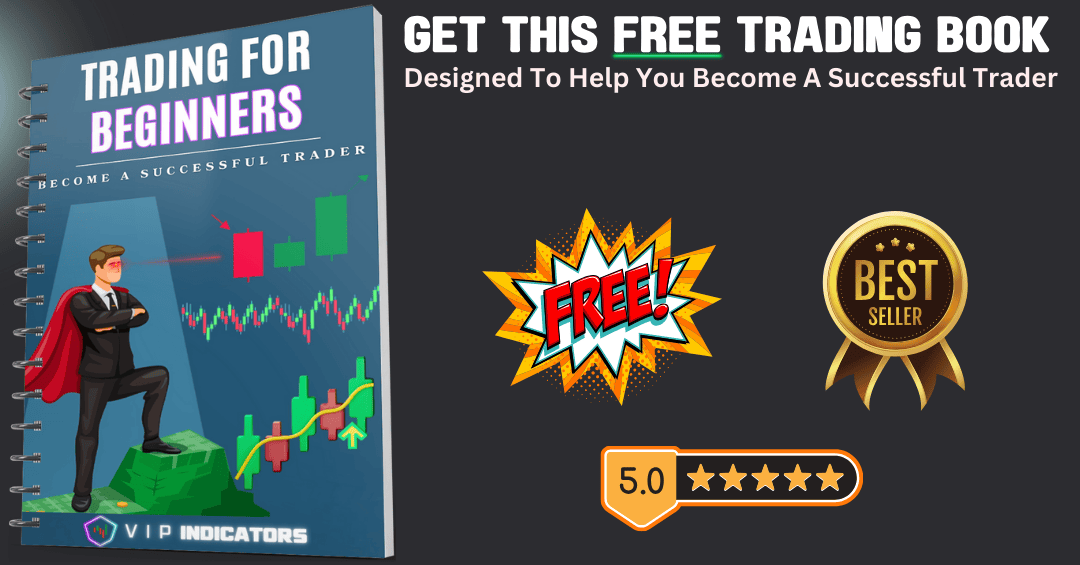 TRADING FOR
BEGINNERS
BECOME A SUCCESSFUL TRADER
VIP INDICATORS
GET THIS FREE TRADING BOOK
Designed To Help You Become A Successful Trader
FREE!
BEST
SELLER
5.0